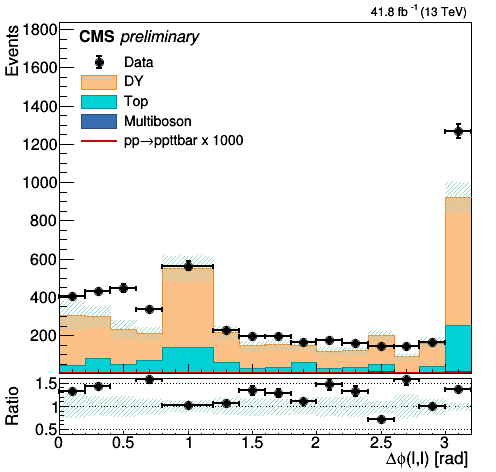 41.8 fb⁻¹ (13 TeV)
CMS preliminary
Data
DY
Top
Multiboson
pp→ppttbar x 1000
Events
1800
1600
1400
1200
1000
800
600
400
200
Ratio
1.5
1
0.5
0 0.5 1 1.5 2 2.5 3
Δϕ(l,l) [rad]